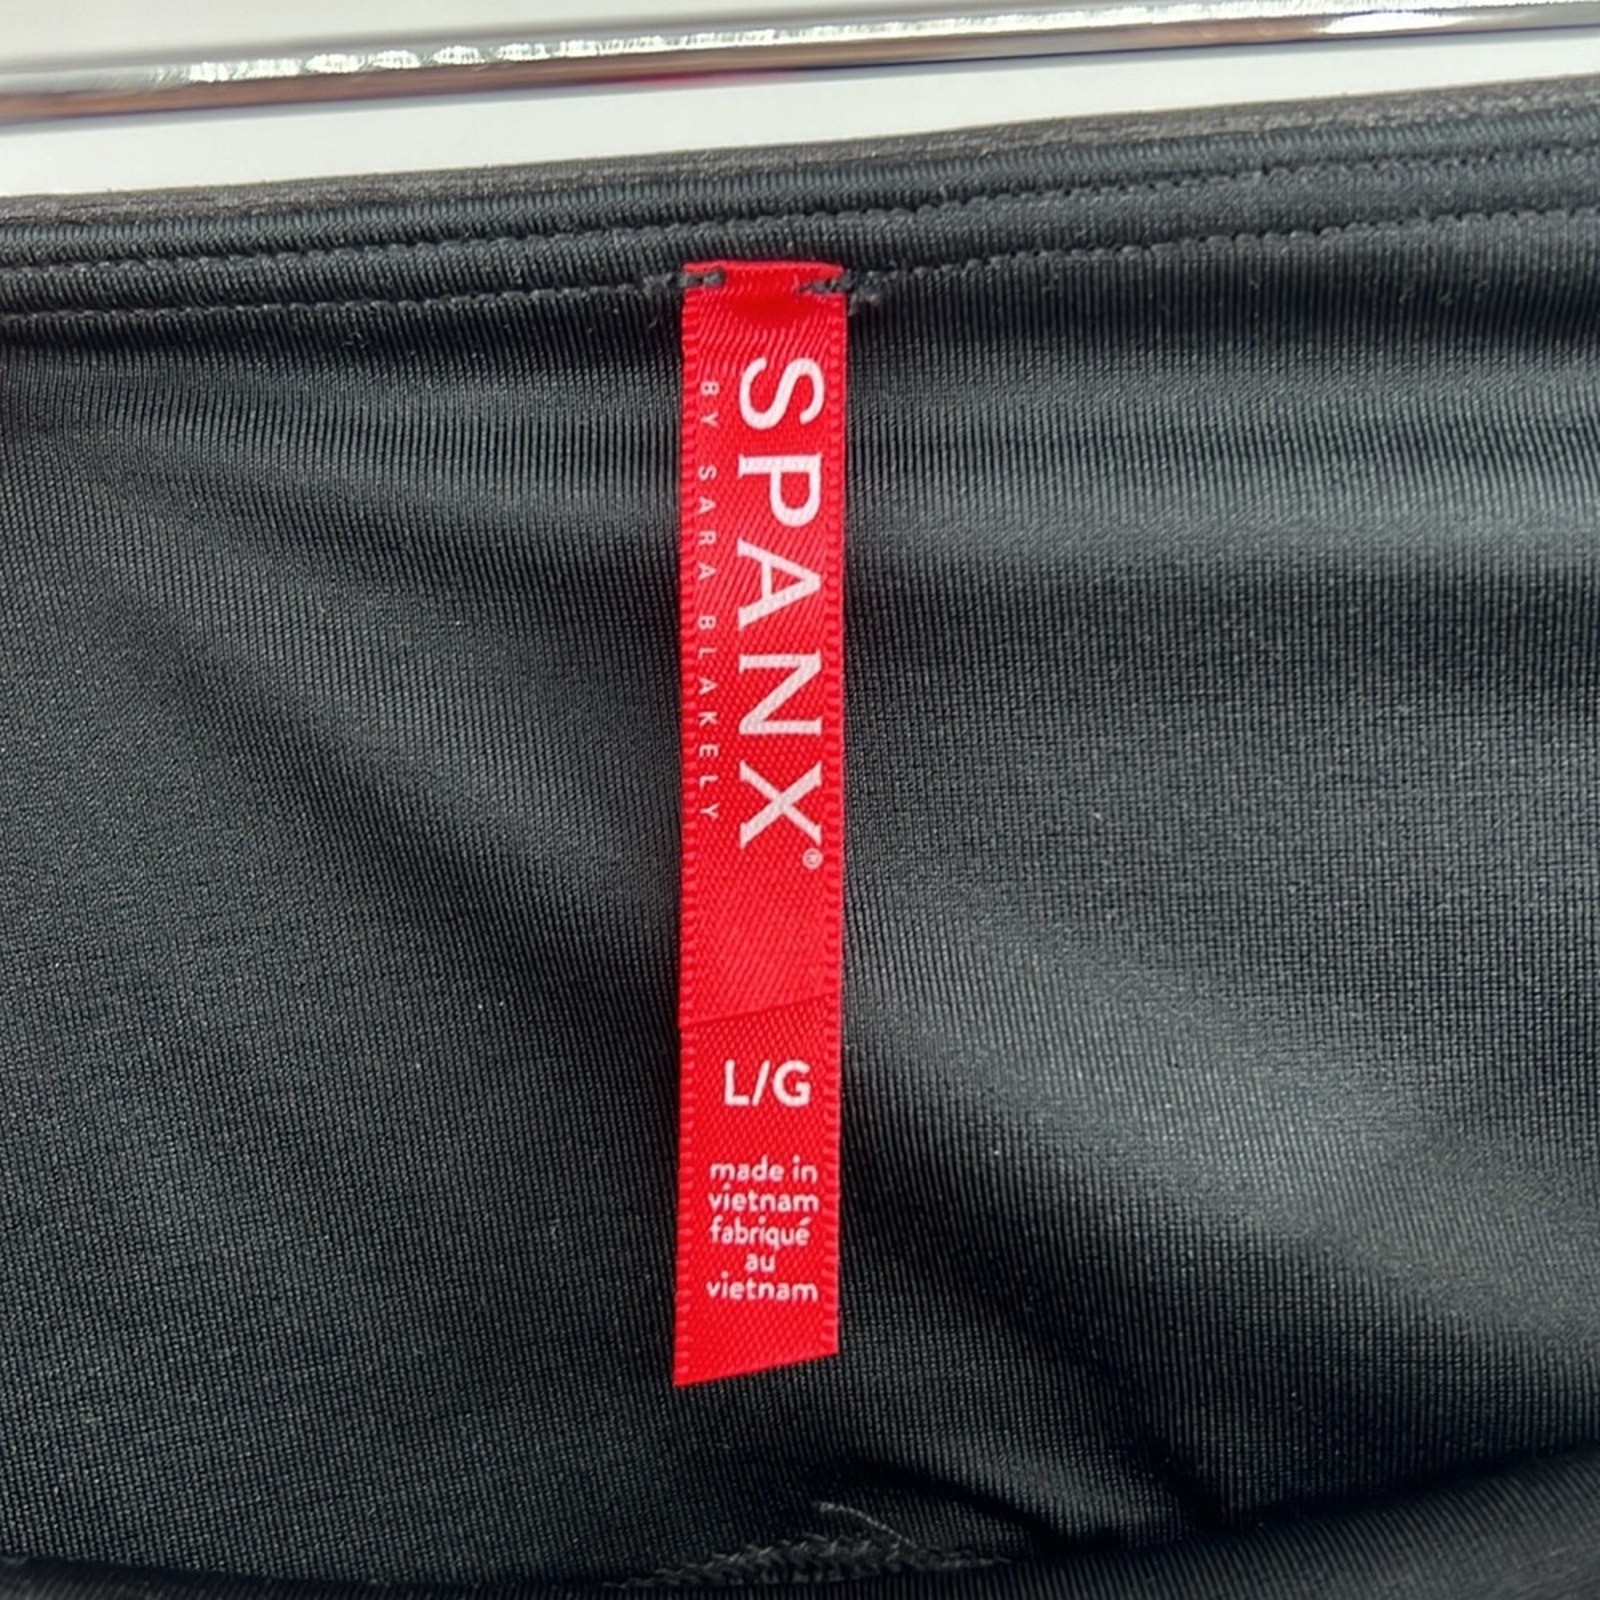 SPANX®
BY SARA BLAKELY
L/G
made in
vietnam
fabriqué
au
vietnam